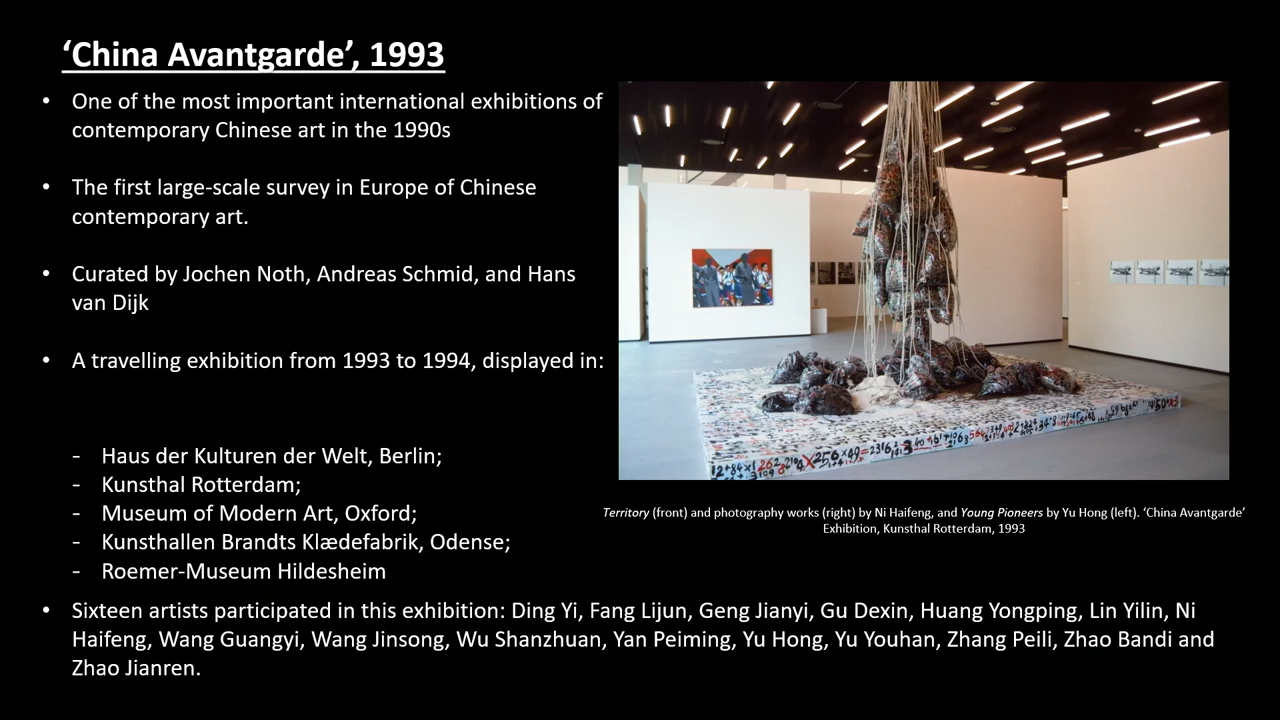 ‘China Avantgarde’, 1993
• One of the most important international exhibitions of
contemporary Chinese art in the 1990s
• The first large-scale survey in Europe of Chinese
contemporary art.
• Curated by Jochen Noth, Andreas Schmid, and Hans
van Dijk
• A travelling exhibition from 1993 to 1994, displayed in:
- Haus der Kulturen der Welt, Berlin;
- Kunsthal Rotterdam;
- Museum of Modern Art, Oxford;
- Kunsthallen Brandts Klædefabrik, Odense;
- Roemer-Museum Hildesheim
Territory (front) and photography works (right) by Ni Haifeng, and Young Pioneers by Yu Hong (left). ‘China Avantgarde’
Exhibition, Kunsthal Rotterdam, 1993
• Sixteen artists participated in this exhibition: Ding Yi, Fang Lijun, Geng Jianyi, Gu Dexin, Huang Yongping, Lin Yilin, Ni
Haifeng, Wang Guangyi, Wang Jinsong, Wu Shanzhuan, Yan Peiming, Yu Hong, Yu Youhan, Zhang Peili, Zhao Bandi and
Zhao Jianren.